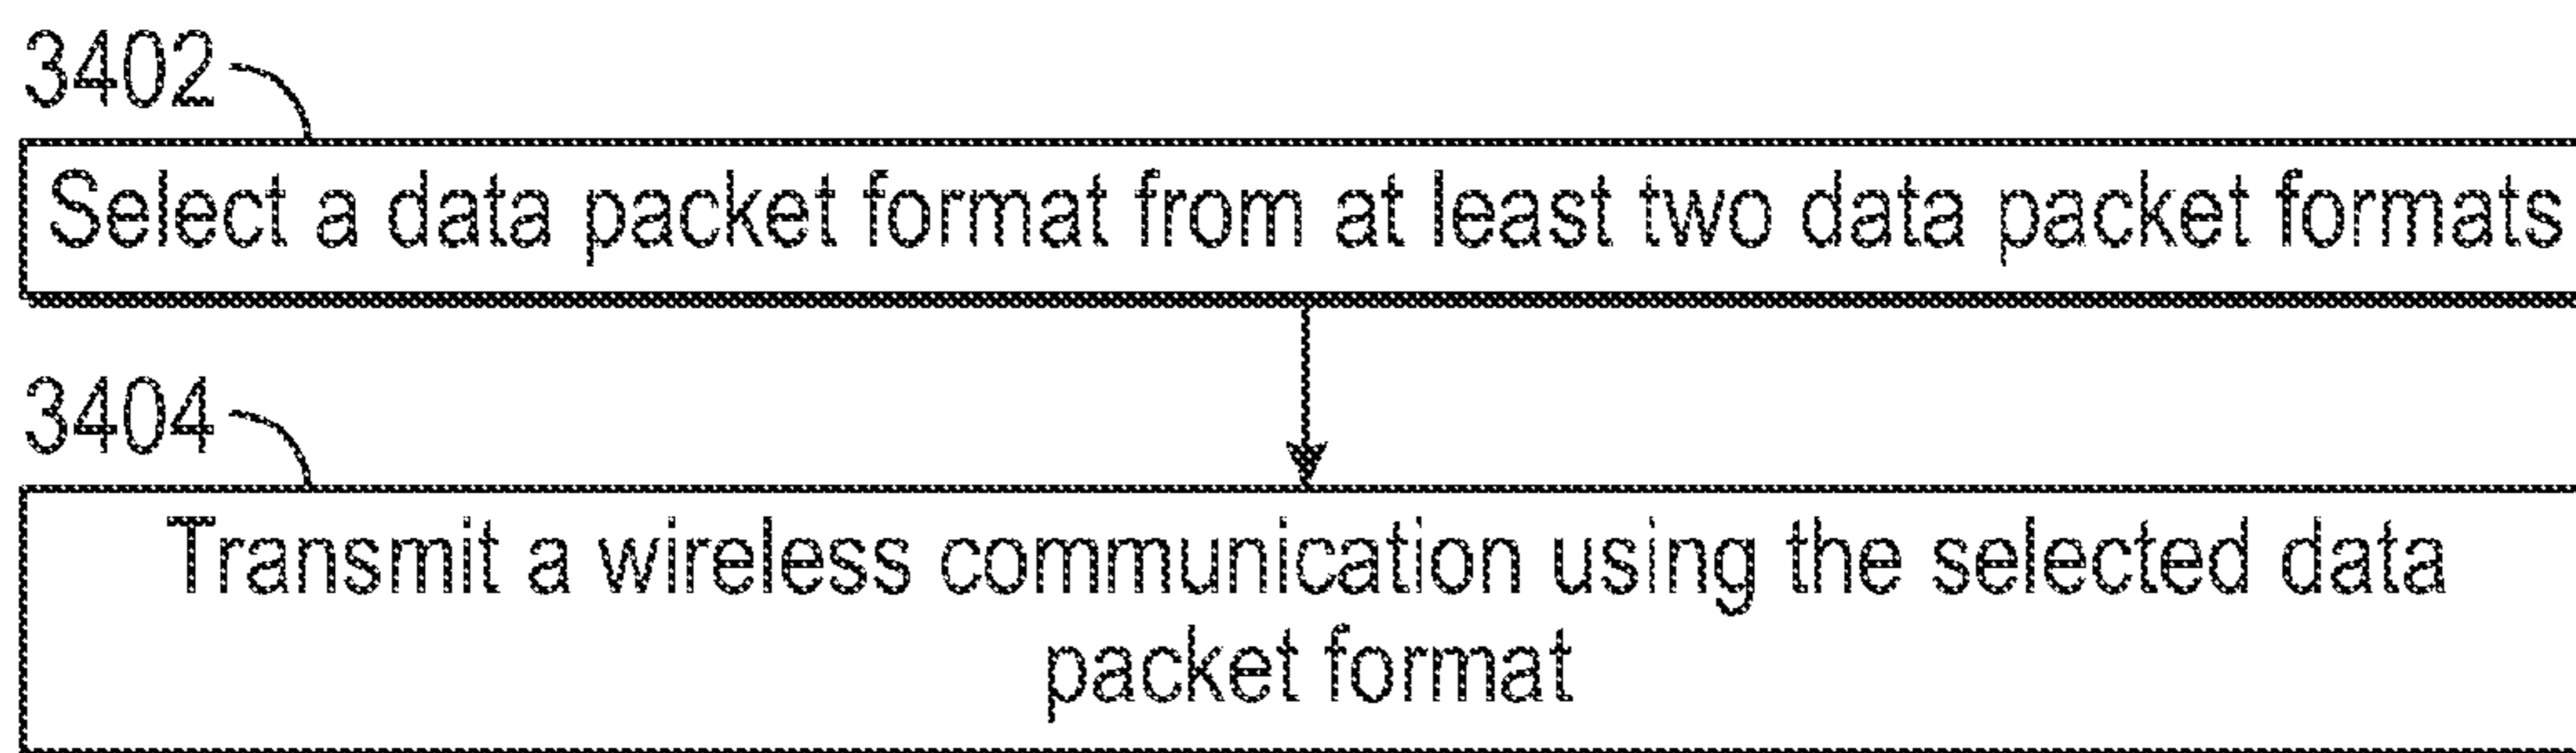 3402
Select a data packet format from at least two data packet formats
3404
Transmit a wireless communication using the selected data
packet format